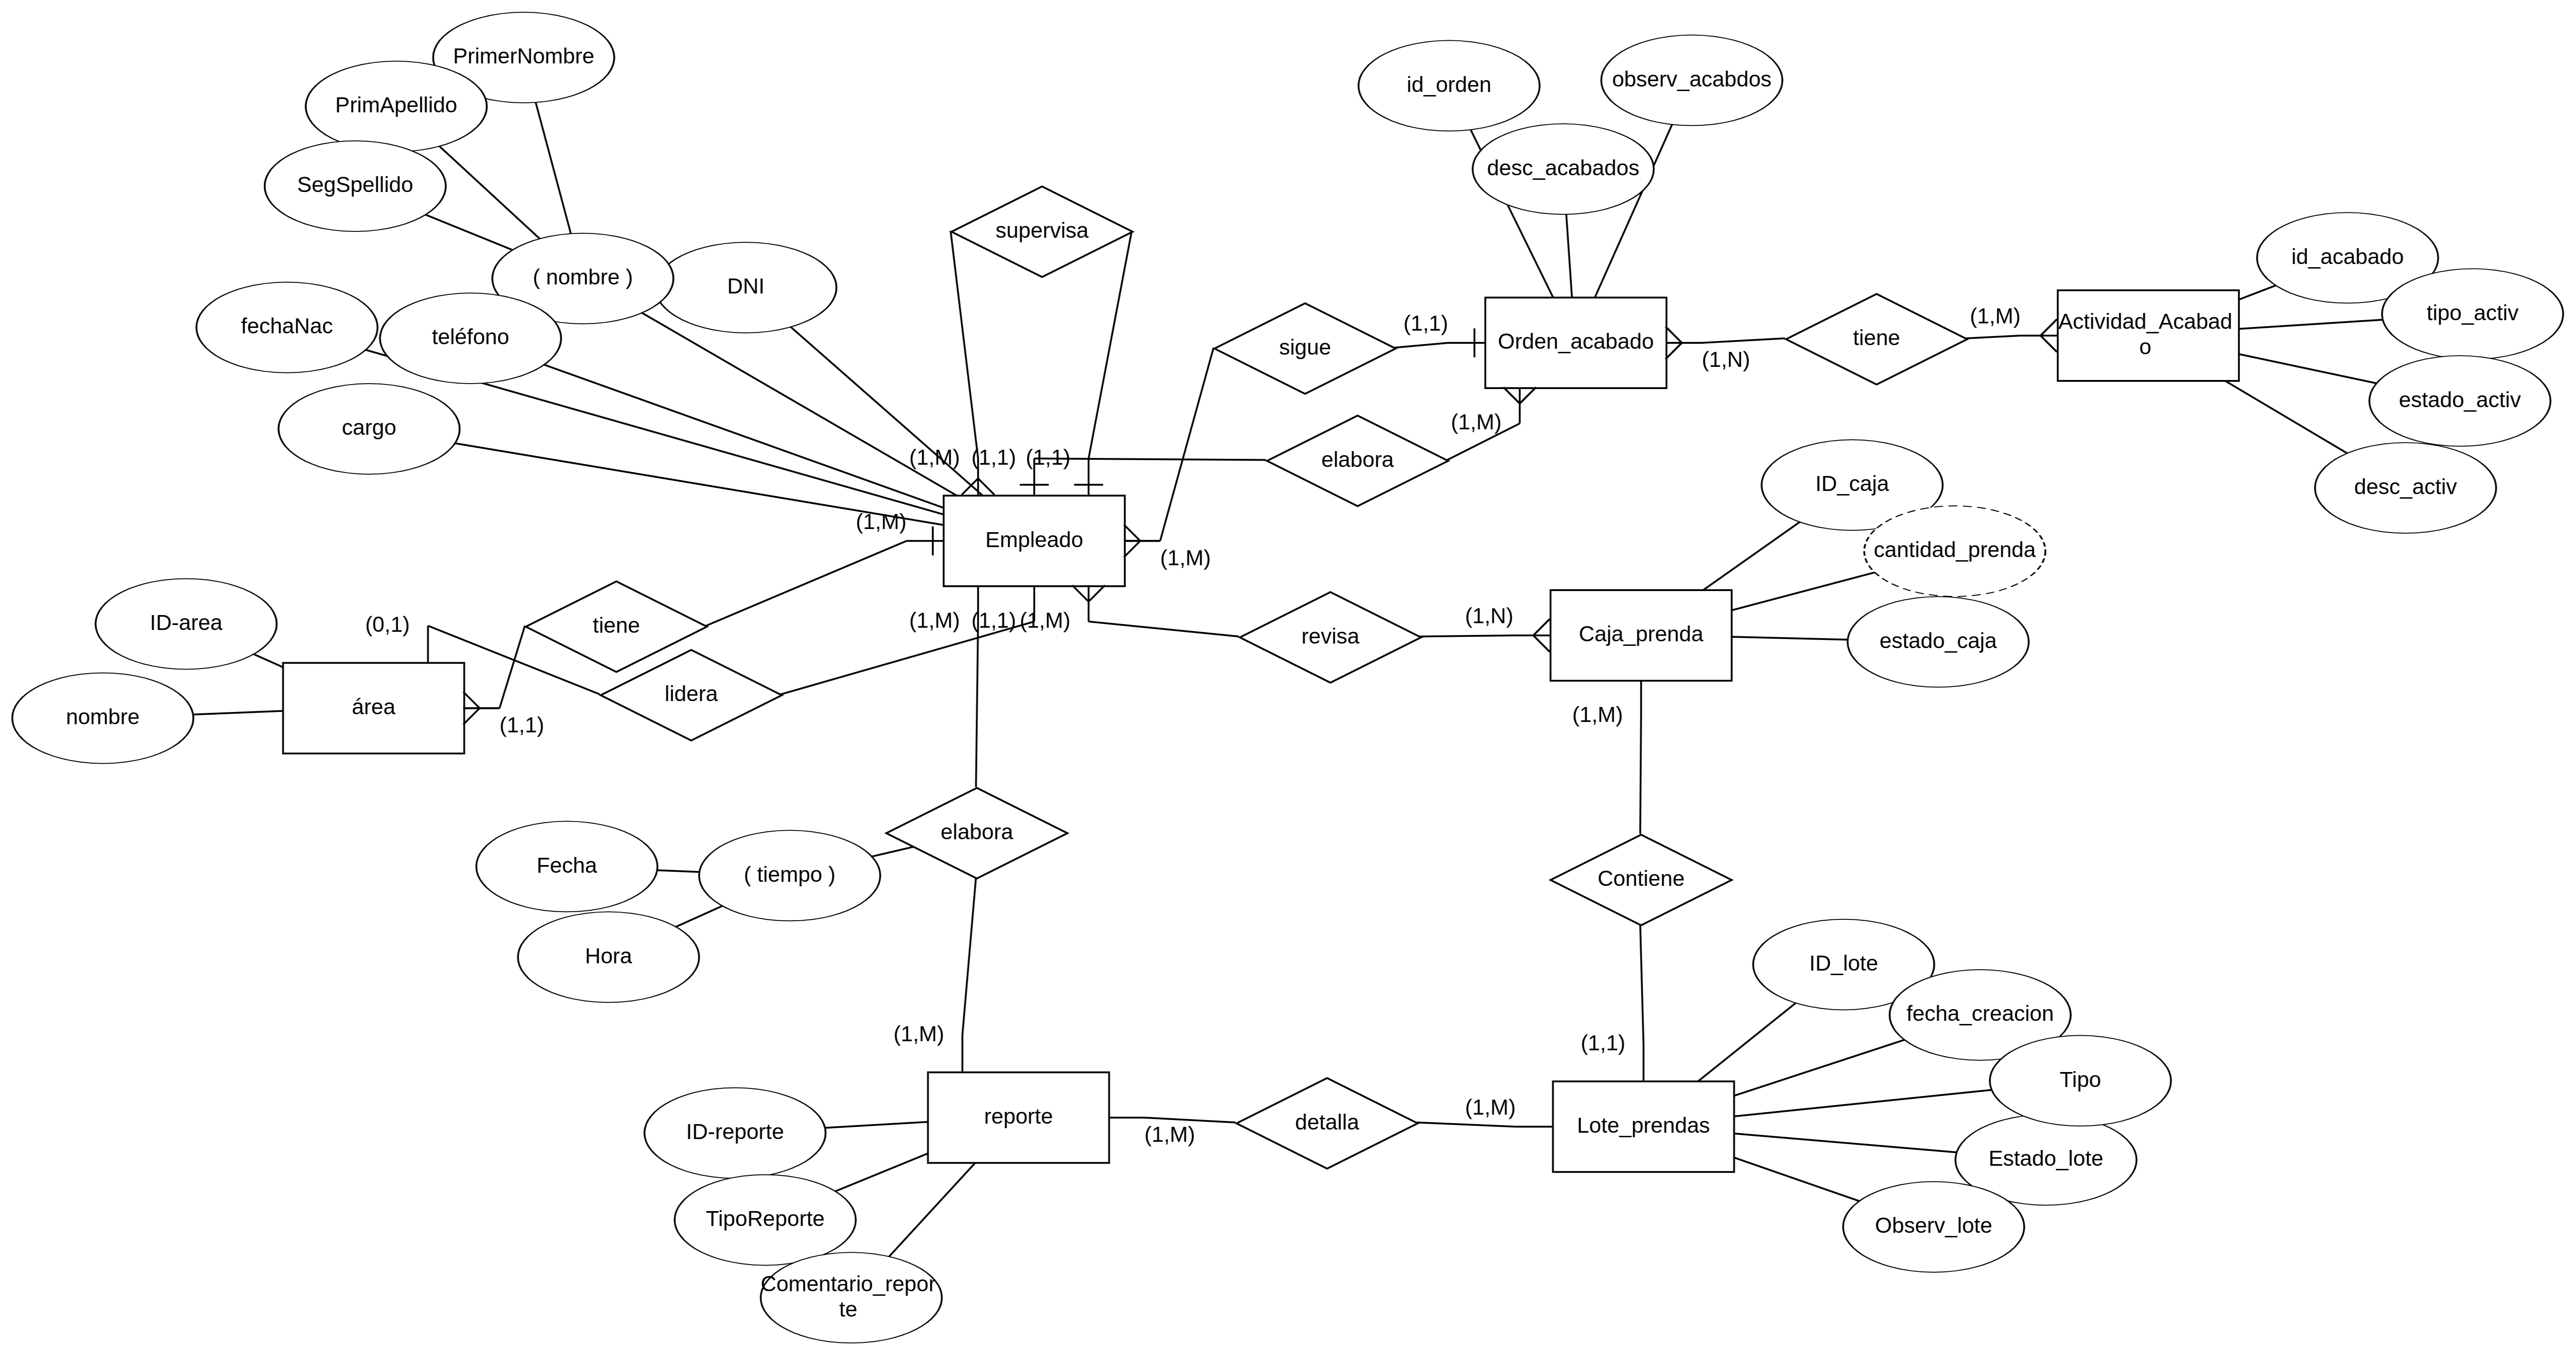 PrimerNombre
PrimApellido
SegSpellido
( nombre )
DNI
fechaNac
teléfono
cargo
supervisa
id_orden
observ_acabdos
desc_acabados
sigue
(1,1)
Orden_acabado
(1,N)
tiene
(1,M)
Actividad_Acabad
o
id_acabado
tipo_activ
estado_activ
desc_activ
(1,M)
(1,1)
(1,1)
elabora
(1,M)
(1,M)
Empleado
(1,M)
ID_caja
cantidad_prenda
estado_caja
ID-area
nombre
(0,1)
tiene
área
(1,1)
lidera
(1,M)
(1,1)
(1,M)
revisa
(1,N)
Caja_prenda
(1,M)
elabora
Fecha
( tiempo )
Hora
Contiene
(1,M)
(1,1)
ID_lote
fecha_creacion
Tipo
Estado_lote
Observ_lote
reporte
(1,M)
detalla
(1,M)
Lote_prendas
ID-reporte
TipoReporte
Comentario_repor
te